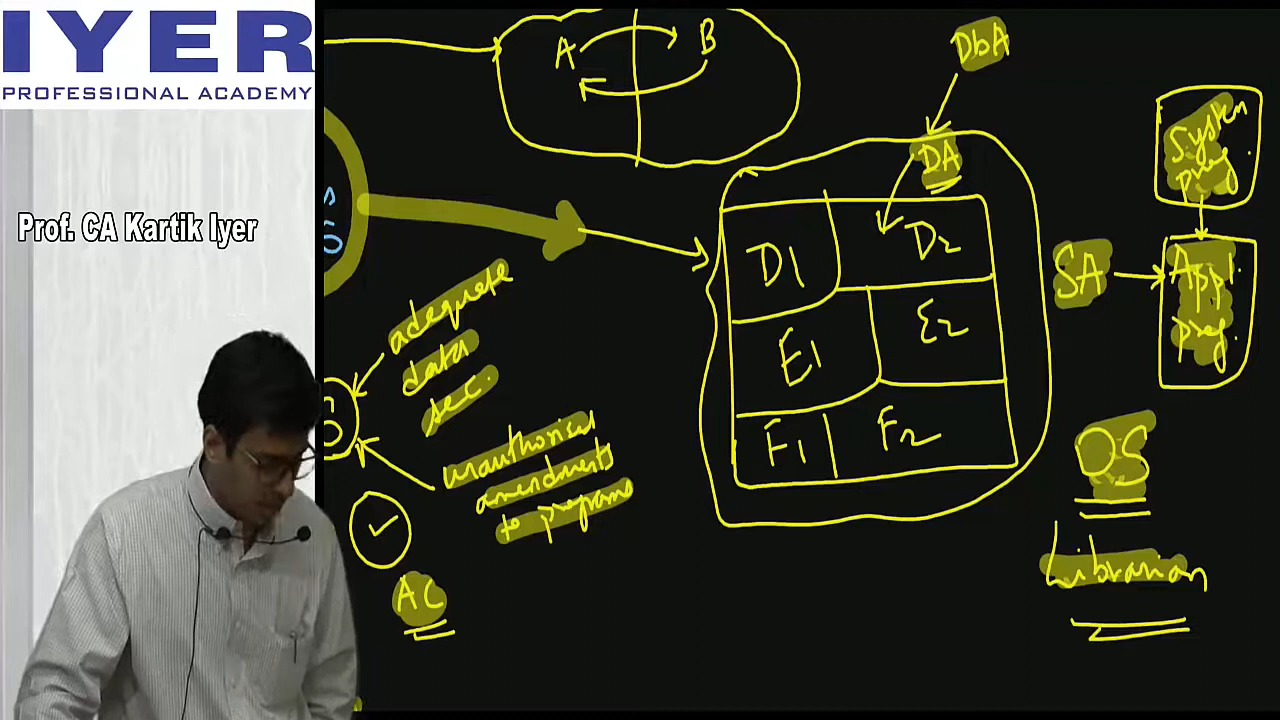 IYER
PROFESSIONAL ACADEMY
Prof. CA Kartik Iyer
A
B
DbA
DA
D1
D2
E1
E2
F1
F2
SA
System
prog.
Appl.
prog.
OS
Librarian
adequate
data
sec.
unauthorised
amendments
to programs
AC